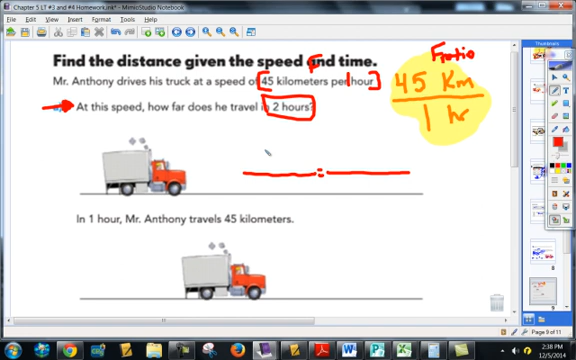 Chapter 5 LT #3 and #4 Homework.ink* - MimioStudio Notebook
File Edit View Insert Format Tools Help
Find the distance given the speed and time.
F
F ratio
Mr. Anthony drives his truck at a speed of [45 kilometers per 1 hour]
45 Km
1 hr
At this speed, how far does he travel in 2 hours?
=
In 1 hour, Mr. Anthony travels 45 kilometers.
Thumbnails
8
9
Page 9 of 11
2:38 PM
12/5/2014